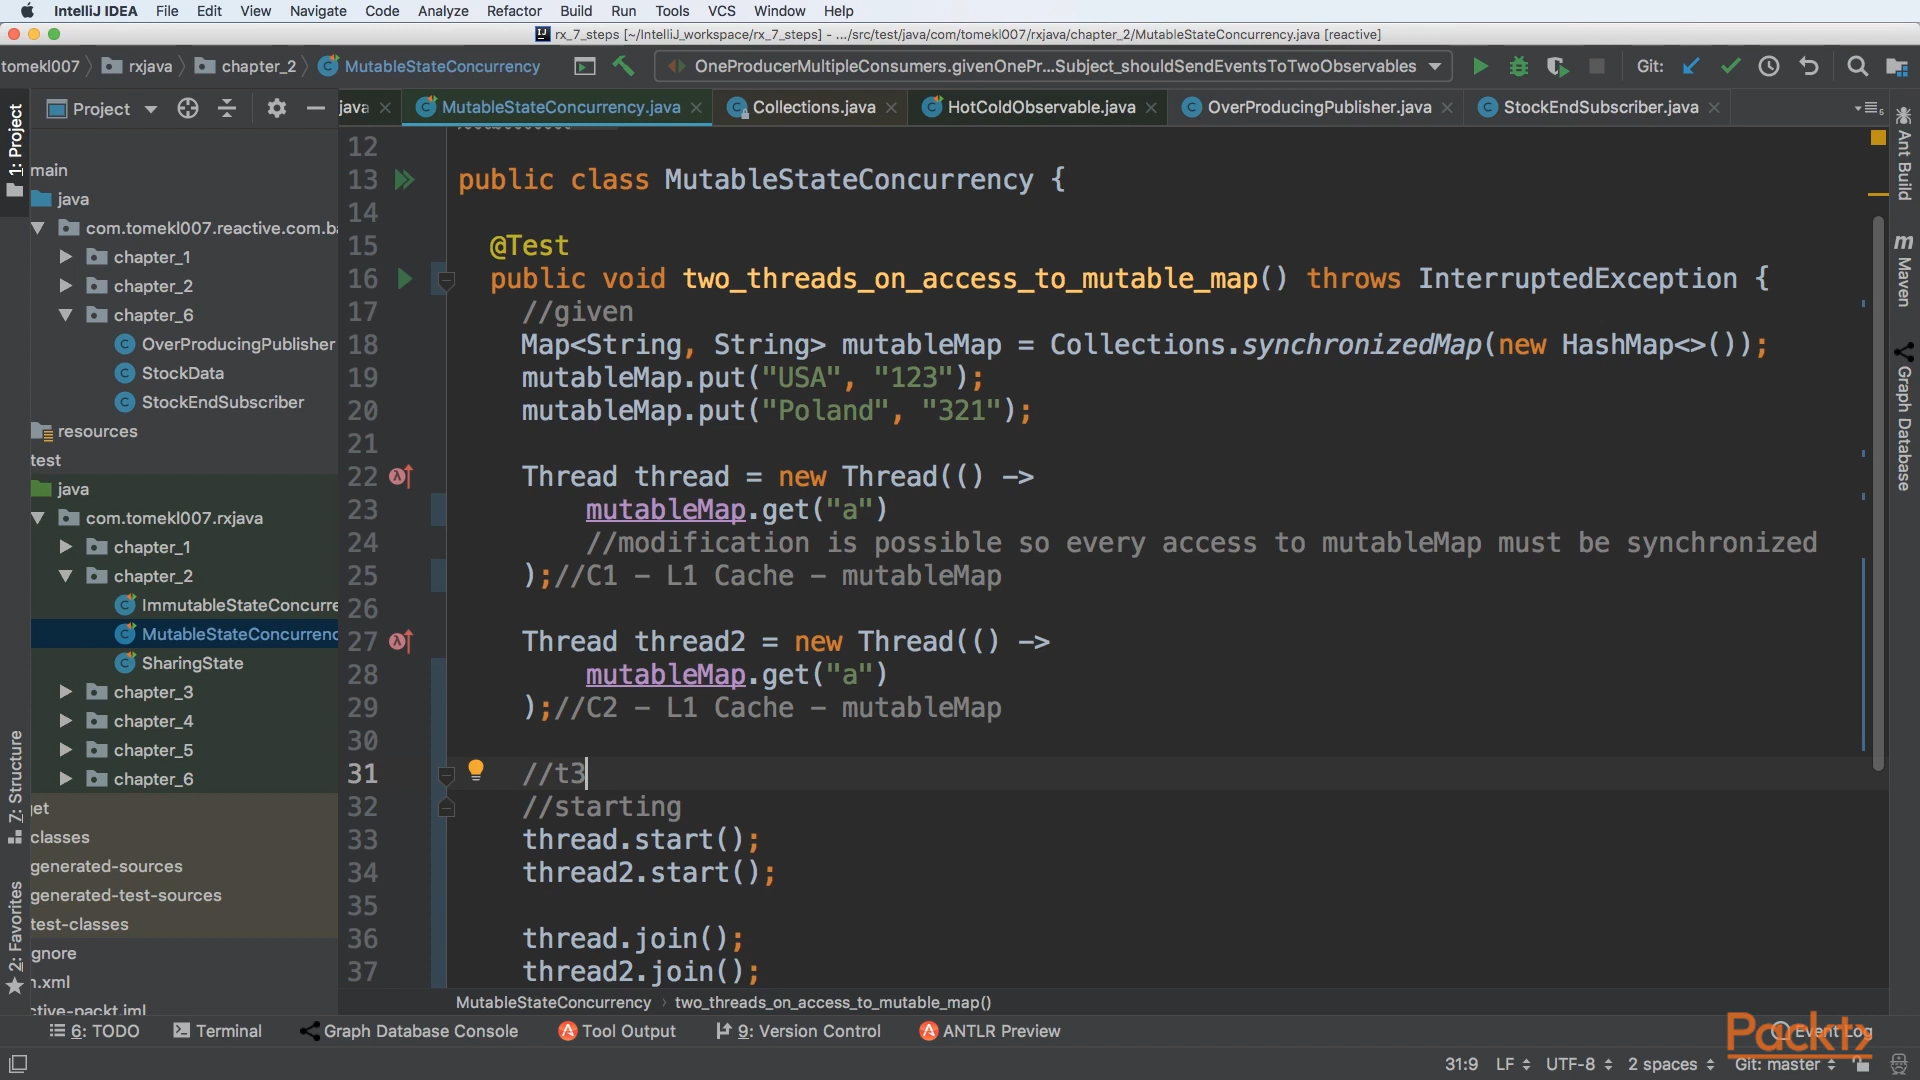 IntelliJ IDEA File Edit View Navigate Code Analyze Refactor Build Run Tools VCS Window Help
rx_7_steps [~/IntelliJ_workspace/rx_7_steps] - .../src/test/java/com/tomekl007/rxjava/chapter_2/MutableStateConcurrency.java [reactive]
tomekl007 rxjava chapter_2 MutableStateConcurrency OneProducerMultipleConsumers.givenOnePr...Subject_shouldSendEventsToTwoObservables Git:
1: Project
Project
java MutableStateConcurrency.java Collections.java HotColdObservable.java OverProducingPublisher.java StockEndSubscriber.java
main
java
com.tomekl007.reactive.com.ba
chapter_1
chapter_2
chapter_6
OverProducingPublisher
StockData
StockEndSubscriber
resources
test
java
com.tomekl007.rxjava
chapter_1
chapter_2
ImmutableStateConcurre
MutableStateConcurrenc
SharingState
chapter_3
chapter_4
chapter_5
chapter_6
get
classes
generated-sources
generated-test-sources
test-classes
gnore
n.xml
ctive-packt.iml
Z: Structure
2: Favorites
12
13 public class MutableStateConcurrency {
14
15 @Test
16 public void two_threads_on_access_to_mutable_map() throws InterruptedException {
17 //given
18 Map<String, String> mutableMap = Collections.synchronizedMap(new HashMap<>());
19 mutableMap.put("USA", "123");
20 mutableMap.put("Poland", "321");
21
22 Thread thread = new Thread(() ->
23 mutableMap.get("a")
24 //modification is possible so every access to mutableMap must be synchronized
25 );//C1 – L1 Cache – mutableMap
26
27 Thread thread2 = new Thread(() ->
28 mutableMap.get("a")
29 );//C2 – L1 Cache – mutableMap
30
31 //t3
32 //starting
33 thread.start();
34 thread2.start();
35
36 thread.join();
37 thread2.join();
Ant Build
m Maven
Graph Database
MutableStateConcurrency › two_threads_on_access_to_mutable_map()
6: TODO Terminal Graph Database Console Tool Output 9: Version Control ANTLR Preview Event Log
Packt
31:9 LF UTF-8 2 spaces Git: master